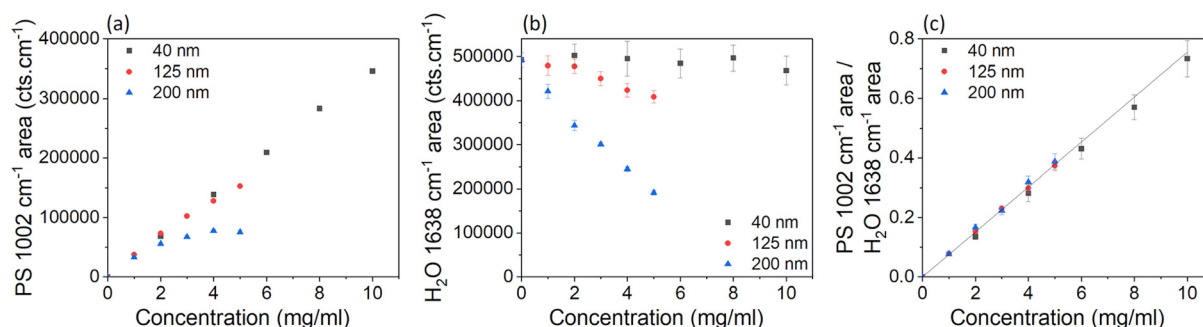 (a)
400000
300000
200000
100000
0
PS 1002 cm⁻¹ area (cts.cm⁻¹)
40 nm
125 nm
200 nm
0 2 4 6 8 10
Concentration (mg/ml)
(b)
500000
400000
300000
200000
100000
0
H₂O 1638 cm⁻¹ area (cts.cm⁻¹)
40 nm
125 nm
200 nm
0 2 4 6 8 10
Concentration (mg/ml)
(c)
0.8
0.6
0.4
0.2
0.0
PS 1002 cm⁻¹ area /
H₂O 1638 cm⁻¹ area
40 nm
125 nm
200 nm
0 2 4 6 8 10
Concentration (mg/ml)